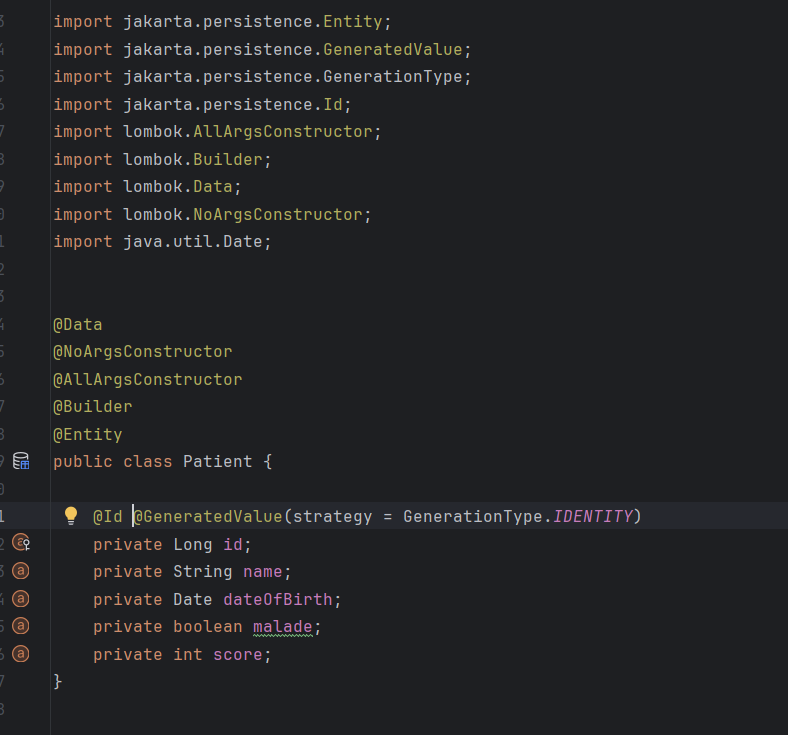 import jakarta.persistence.Entity;
import jakarta.persistence.GeneratedValue;
import jakarta.persistence.GenerationType;
import jakarta.persistence.Id;
import lombok.AllArgsConstructor;
import lombok.Builder;
import lombok.Data;
import lombok.NoArgsConstructor;
import java.util.Date;
@Data
@NoArgsConstructor
@AllArgsConstructor
@Builder
@Entity
public class Patient {
@Id @GeneratedValue(strategy = GenerationType.IDENTITY)
private Long id;
private String name;
private Date dateOfBirth;
private boolean malade;
private int score;
}